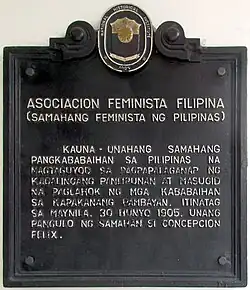 ASOCIACION FEMINISTA FILIPINA
(SAMAHANG FEMINISTA NG PILIPINAS)
KAUNA-UNAHANG SAMAHANG
PANGKABABAIHAN SA PILIPINAS NA
NAGTAGUYOD SA PAGPAPALAGANAP NG
KAGALINGANG PANLIPUNAN AT MASUGID
NA PAGLAHOK NG MGA KABABAIHAN
SA KAPAKANANG PAMBAYAN. ITINATAG
SA MAYNILA, 30 HUNYO 1905. UNANG
PANGULO NG SAMAHAN SI CONCEPCION
FELIX.